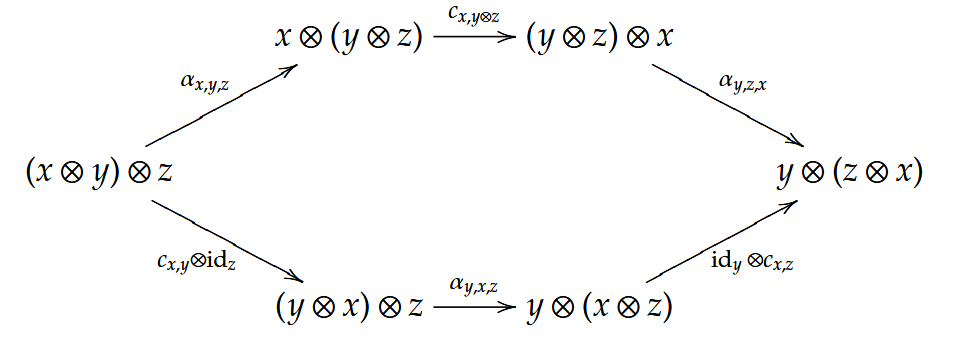 c_{x,y⊗z}
x ⊗ (y ⊗ z) (y ⊗ z) ⊗ x
α_{x,y,z} α_{y,z,x}
(x ⊗ y) ⊗ z y ⊗ (z ⊗ x)
c_{x,y}⊗id_z id_y ⊗c_{x,z}
α_{y,x,z}
(y ⊗ x) ⊗ z y ⊗ (x ⊗ z)